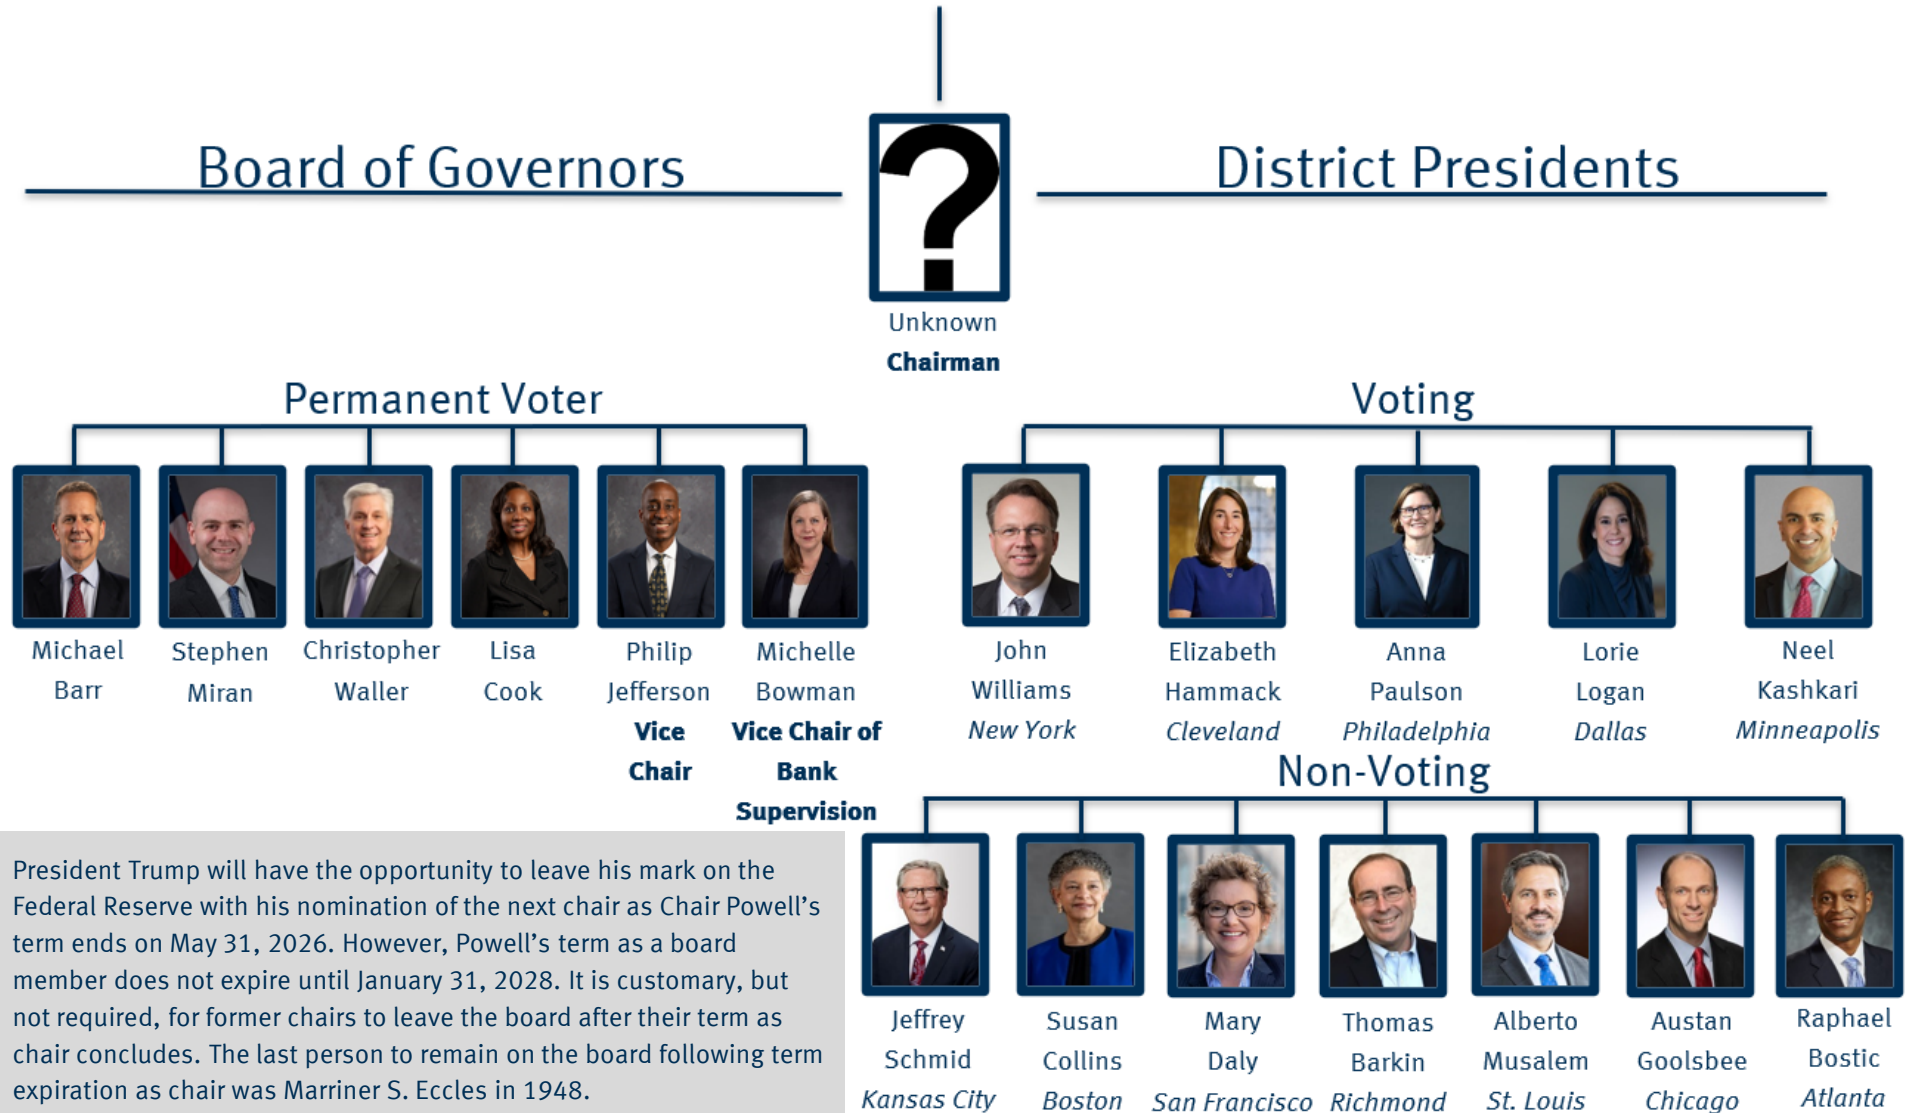 Board of Governors
District Presidents
?
Unknown
Chairman
Permanent Voter
Michael
Barr
Stephen
Miran
Christopher
Waller
Lisa
Cook
Philip
Jefferson
Vice
Chair
Michelle
Bowman
Vice Chair of
Bank
Supervision
Voting
John
Williams
New York
Elizabeth
Hammack
Cleveland
Anna
Paulson
Philadelphia
Lorie
Logan
Dallas
Neel
Kashkari
Minneapolis
Non-Voting
Jeffrey
Schmid
Kansas City
Susan
Collins
Boston
Mary
Daly
San Francisco
Thomas
Barkin
Richmond
Alberto
Musalem
St. Louis
Austan
Goolsbee
Chicago
Raphael
Bostic
Atlanta
President Trump will have the opportunity to leave his mark on the
Federal Reserve with his nomination of the next chair as Chair Powell’s
term ends on May 31, 2026. However, Powell’s term as a board
member does not expire until January 31, 2028. It is customary, but
not required, for former chairs to leave the board after their term as
chair concludes. The last person to remain on the board following term
expiration as chair was Marriner S. Eccles in 1948.